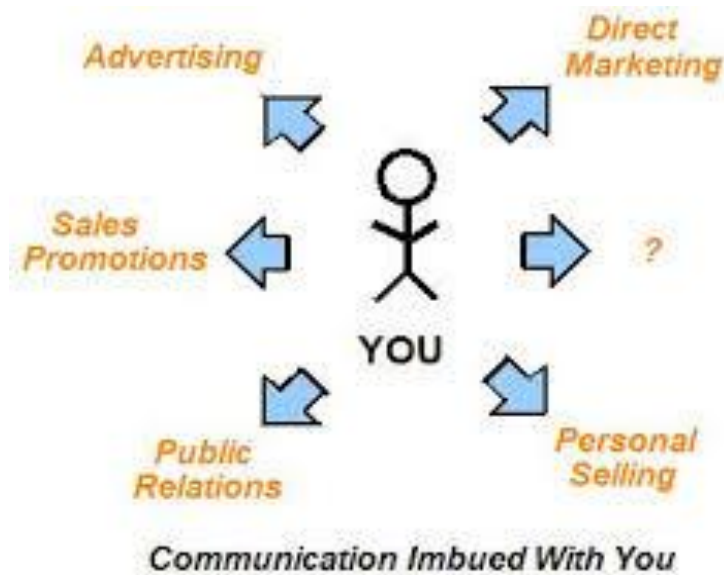 Advertising
Direct
Marketing
Sales
Promotions
?
YOU
Public
Relations
Personal
Selling
Communication Imbued With You